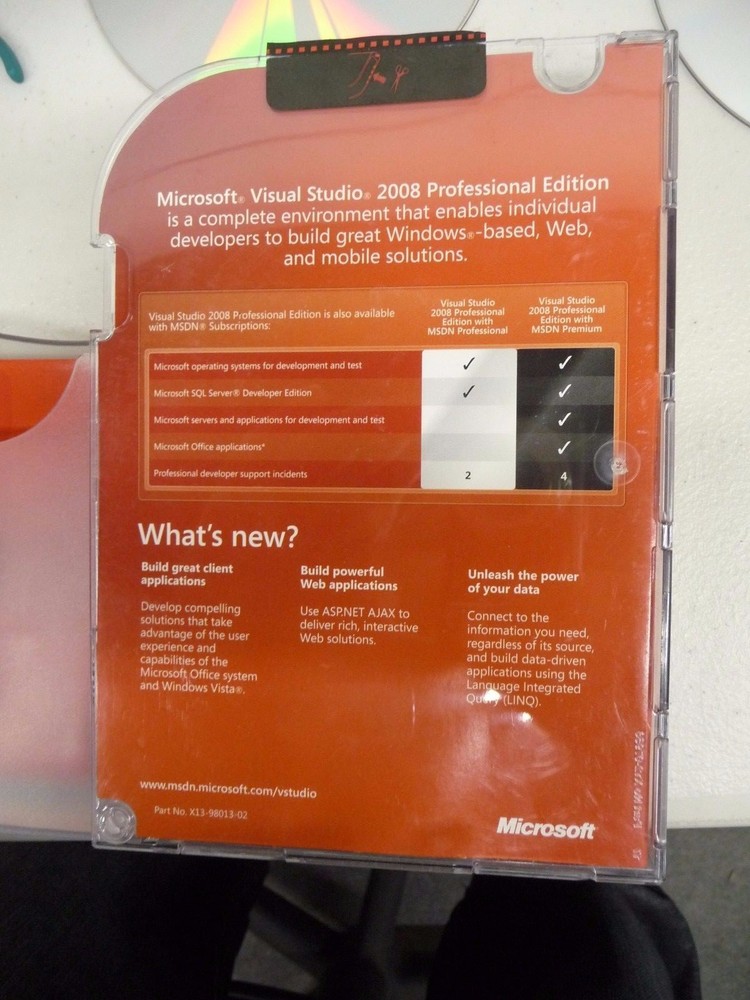 Microsoft® Visual Studio® 2008 Professional Edition
is a complete environment that enables individual
developers to build great Windows®-based, Web,
and mobile solutions.
Visual Studio 2008 Professional Edition is also available
with MSDN® Subscriptions:
Visual Studio
2008 Professional
Edition with
MSDN Professional
Visual Studio
2008 Professional
Edition with
MSDN Premium
Microsoft operating systems for development and test ✓ ✓
Microsoft SQL Server® Developer Edition ✓ ✓
Microsoft servers and applications for development and test ✓
Microsoft Office applications* ✓
Professional developer support incidents 2 4
What's new?
Build great client
applications
Develop compelling
solutions that take
advantage of the user
experience and
capabilities of the
Microsoft Office system
and Windows Vista®.
Build powerful
Web applications
Use ASP.NET AJAX to
deliver rich, interactive
Web solutions.
Unleash the power
of your data
Connect to the
information you need,
regardless of its source,
and build data-driven
applications using the
Language Integrated
Query (LINQ).
www.msdn.microsoft.com/vstudio
Part No. X13-98013-02
Microsoft